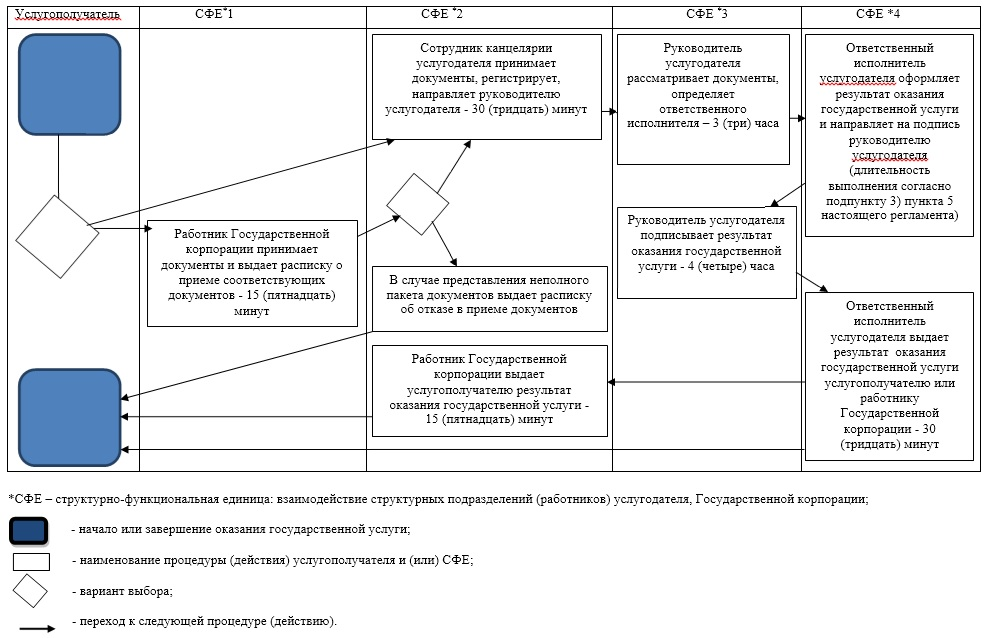 Услугополучатель
СФЕ*1
СФЕ *2
СФЕ *3
СФЕ *4
Сотрудник канцелярии
услугодателя принимает
документы, регистрирует,
направляет руководителю
услугодателя - 30 (тридцать) минут
Руководитель
услугодателя
рассматривает документы,
определяет
ответственного
исполнителя – 3 (три) часа
Ответственный
исполнитель
услугодателя оформляет
результат оказания
государственной услуги
и направляет на подпись
руководителю
услугодателя
(длительность
выполнения согласно
подпункту 3) пункта 5
настоящего регламента)
Работник Государственной
корпорации принимает
документы и выдает расписку о
приеме соответствующих
документов - 15 (пятнадцать)
минут
Руководитель услугодателя
подписывает результат
оказания государственной
услуги - 4 (четыре) часа
В случае представления неполного
пакета документов выдает расписку
об отказе в приеме документов
Работник Государственной
корпорации выдает
услугополучателю результат
оказания государственной услуги -
15 (пятнадцать) минут
Ответственный
исполнитель
услугодателя выдает
результат оказания
государственной услуги
услугополучателю или
работнику
Государственной
корпорации - 30
(тридцать) минут
*СФЕ – структурно-функциональная единица: взаимодействие структурных подразделений (работников) услугодателя, Государственной корпорации;
- начало или завершение оказания государственной услуги;
- наименование процедуры (действия) услугополучателя и (или) СФЕ;
- вариант выбора;
- переход к следующей процедуре (действию).